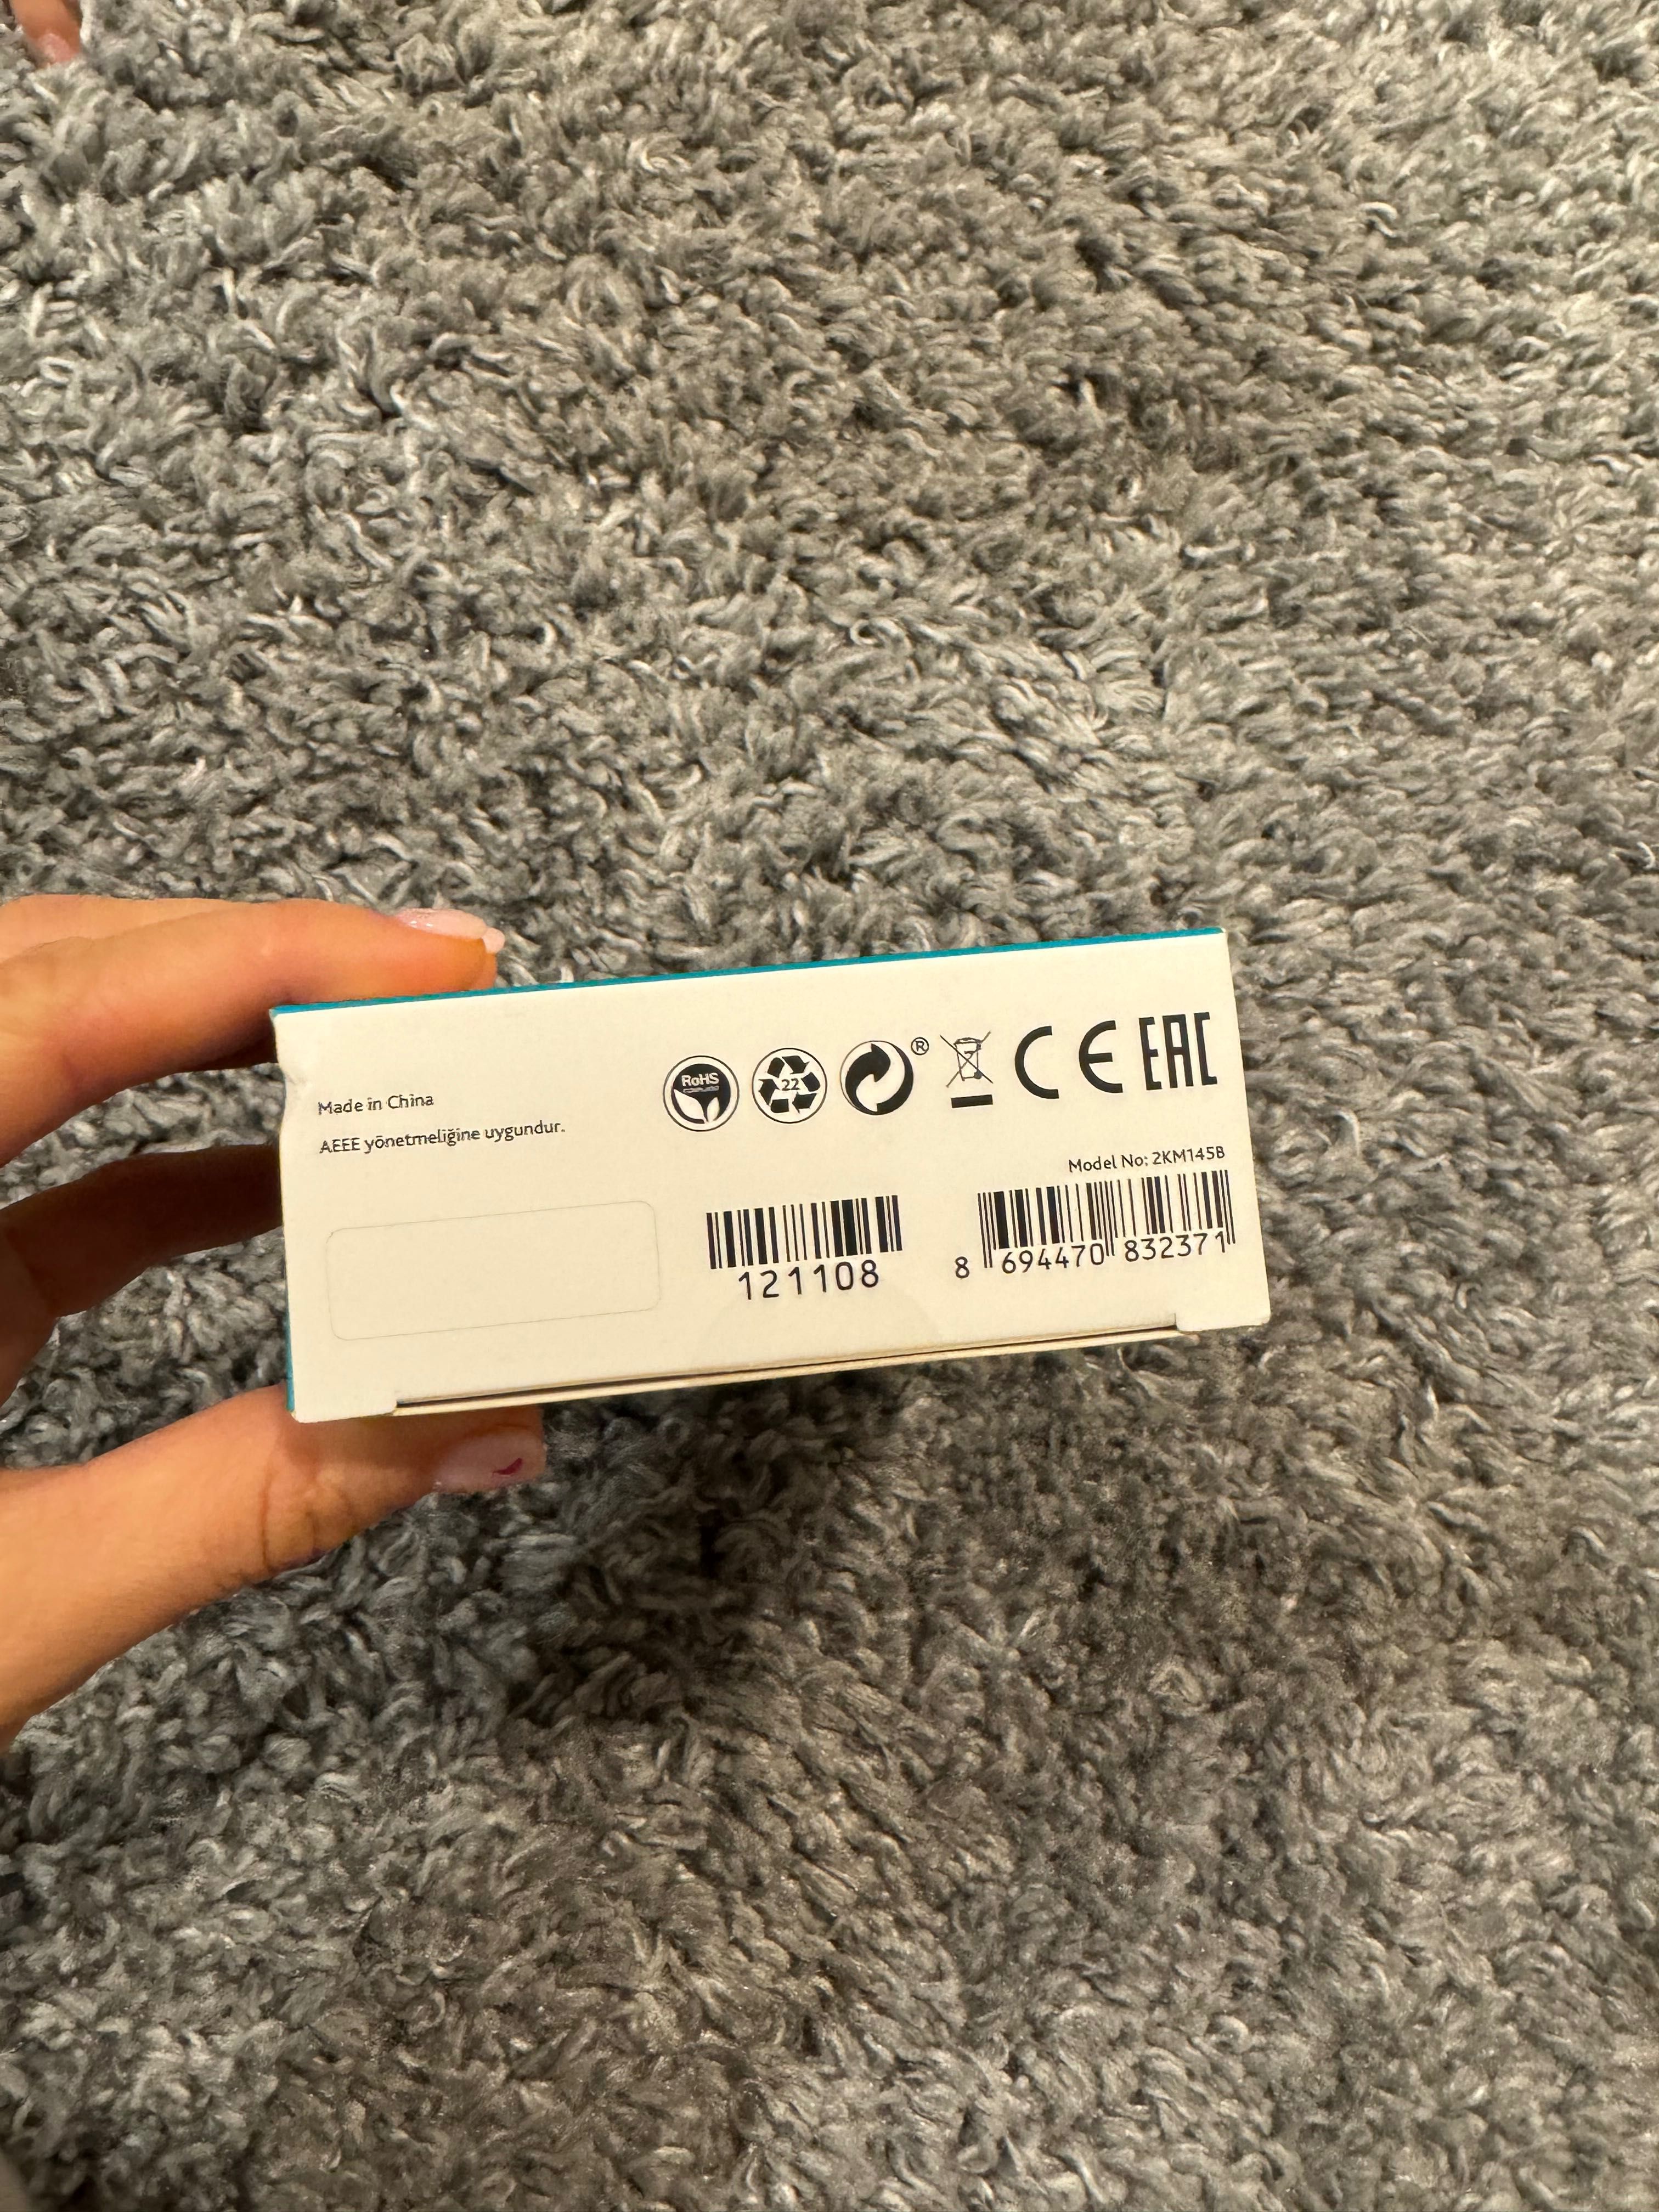 Made in China
AEEE yönetmeliğine uygundur.
RoHS
22
®
CE EAC
Model No: 2KM145B
121108
8 694470 832371